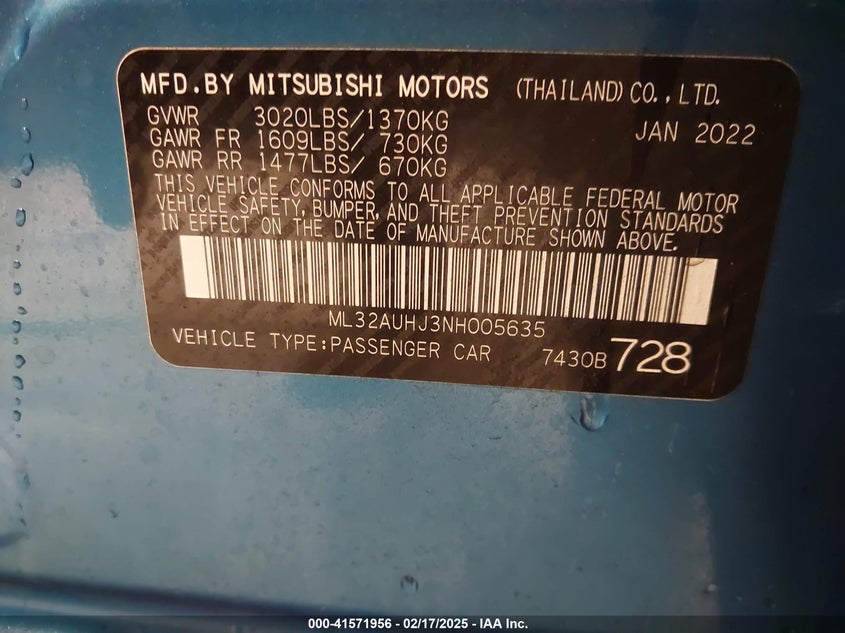 MFD.BY MITSUBISHI MOTORS (THAILAND) CO., LTD.
GVWR 3020LBS/1370KG JAN 2022
GAWR FR 1609LBS/ 730KG
GAWR RR 1477LBS/ 670KG
THIS VEHICLE CONFORMS TO ALL APPLICABLE FEDERAL MOTOR
VEHICLE SAFETY, BUMPER, AND THEFT PREVENTION STANDARDS
IN EFFECT ON THE DATE OF MANUFACTURE SHOWN ABOVE.
ML32AUHJ3NH005635
VEHICLE TYPE:PASSENGER CAR 7430B 728
000-41571956 - 02/17/2025 - IAA Inc.